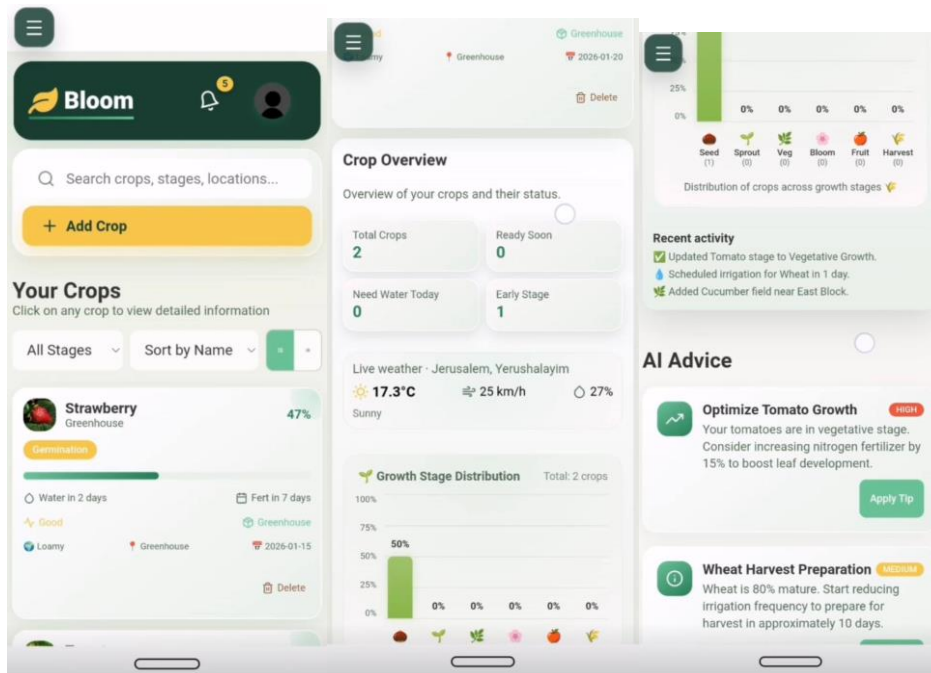 Bloom
5
Search crops, stages, locations...
+ Add Crop
Your Crops
Click on any crop to view detailed information
All Stages
Sort by Name
Strawberry
Greenhouse
47%
Germination
Water in 2 days
Fert in 7 days
Good
Greenhouse
Loamy
Greenhouse
2026-01-15
Delete
Greenhouse
Greenhouse
2026-01-20
Delete
Crop Overview
Overview of your crops and their status.
Total Crops
2
Ready Soon
0
Need Water Today
0
Early Stage
1
Live weather · Jerusalem, Yerushalayim
17.3°C
25 km/h
27%
Sunny
Growth Stage Distribution
Total: 2 crops
100%
75%
50%
50%
25%
0%
0% 0% 0% 0% 0%
25%
0%
0% 0% 0% 0% 0%
Seed Sprout Veg Bloom Fruit Harvest
(1) (0) (0) (0) (0) (0)
Distribution of crops across growth stages
Recent activity
Updated Tomato stage to Vegetative Growth.
Scheduled irrigation for Wheat in 1 day.
Added Cucumber field near East Block.
AI Advice
Optimize Tomato Growth
HIGH
Your tomatoes are in vegetative stage.
Consider increasing nitrogen fertilizer by
15% to boost leaf development.
Apply Tip
Wheat Harvest Preparation
MEDIUM
Wheat is 80% mature. Start reducing
irrigation frequency to prepare for
harvest in approximately 10 days.